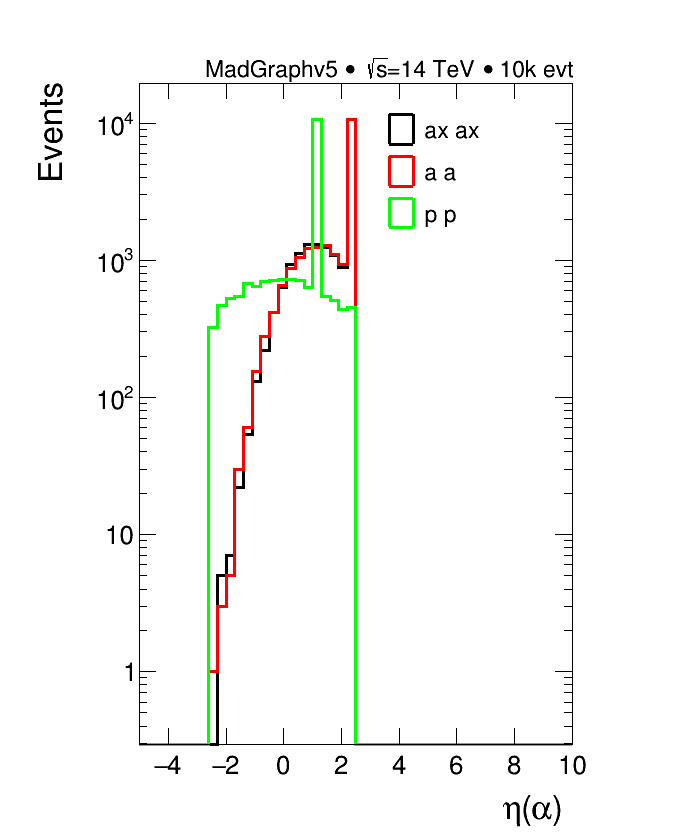 MadGraphv5 • √s=14 TeV • 10k evt
Events
ax ax
a a
p p
10⁴
10³
10²
10
1
−4 −2 0 2 4 6 8 10
η(α)